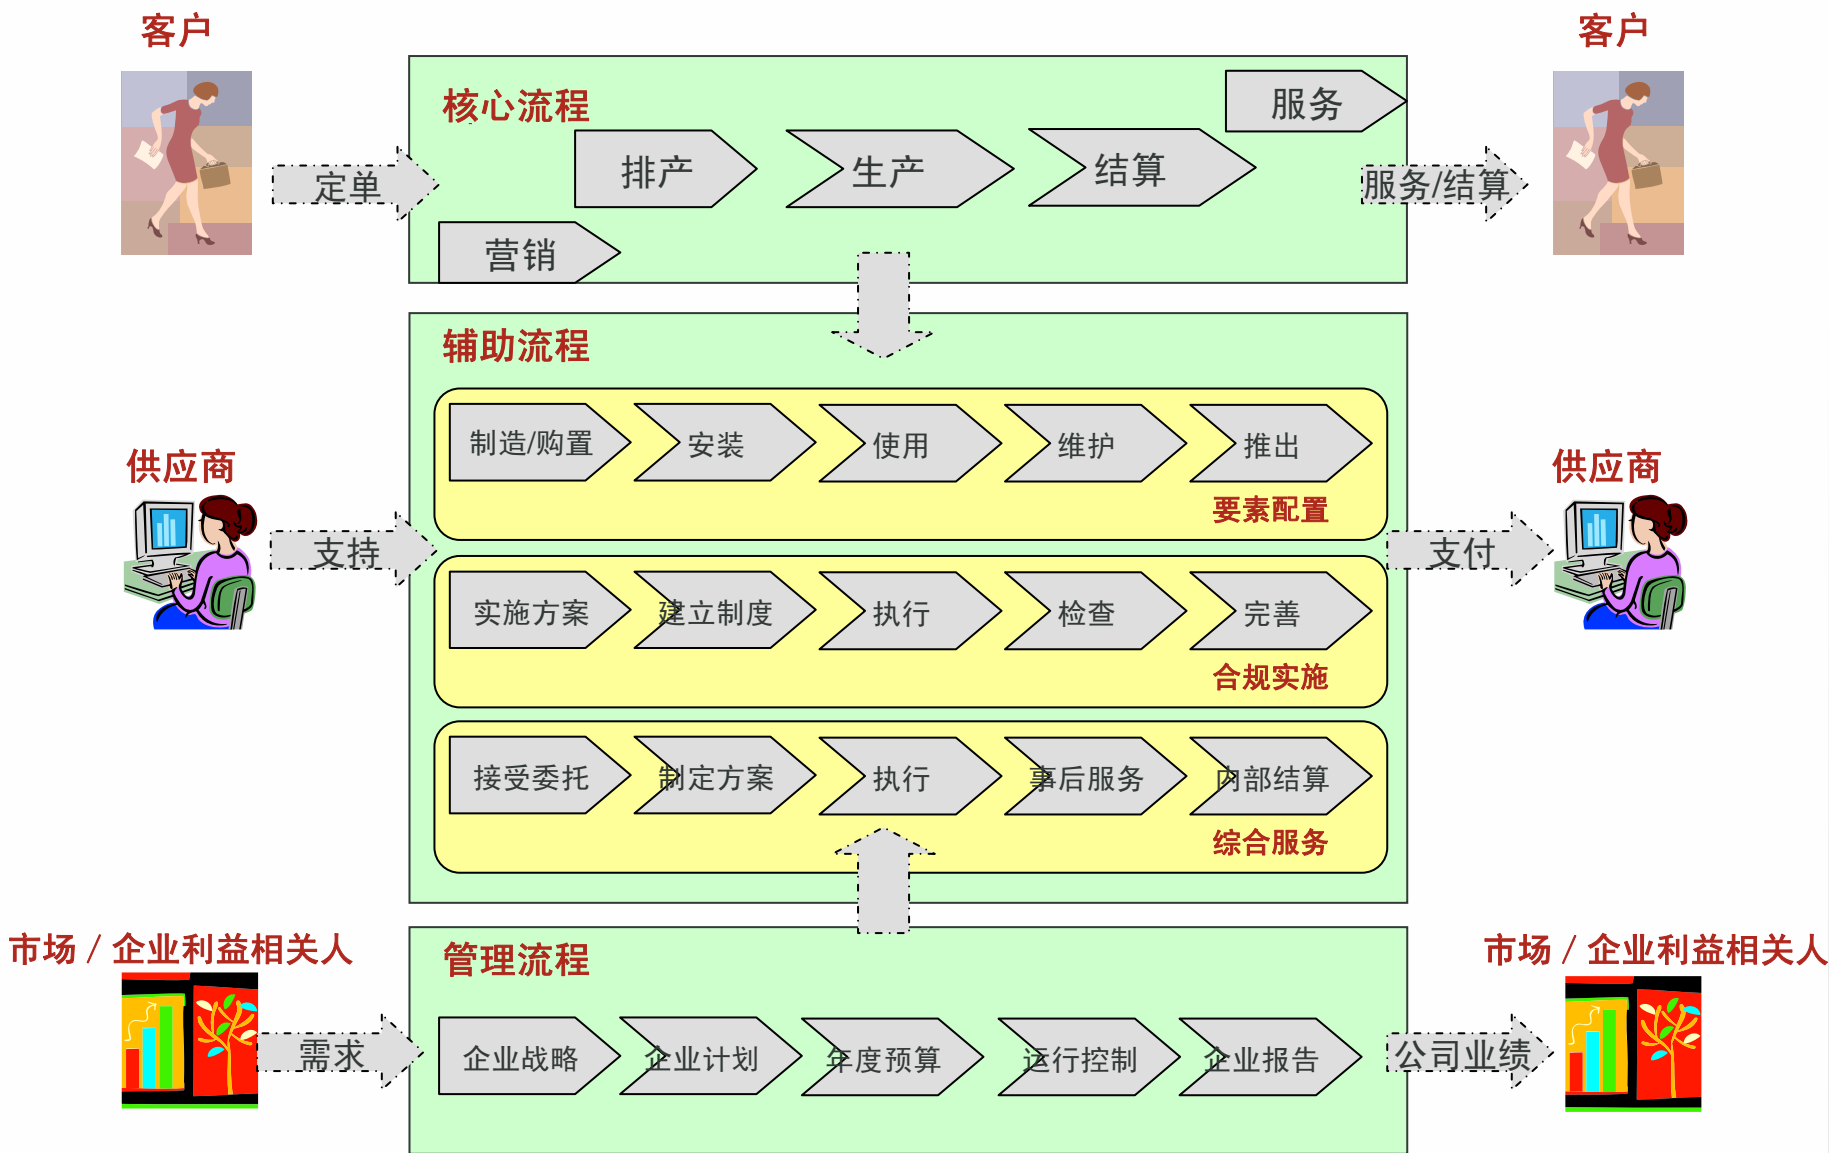 客户
客户
核心流程
服务
排产
生产
结算
定单
服务/结算
营销
辅助流程
制造/购置
安装
使用
维护
推出
要素配置
供应商
供应商
支持
支付
实施方案
建立制度
执行
检查
完善
合规实施
接受委托
制定方案
执行
事后服务
内部结算
综合服务
市场 / 企业利益相关人
市场 / 企业利益相关人
管理流程
需求
企业战略
企业计划
年度预算
运行控制
企业报告
公司业绩